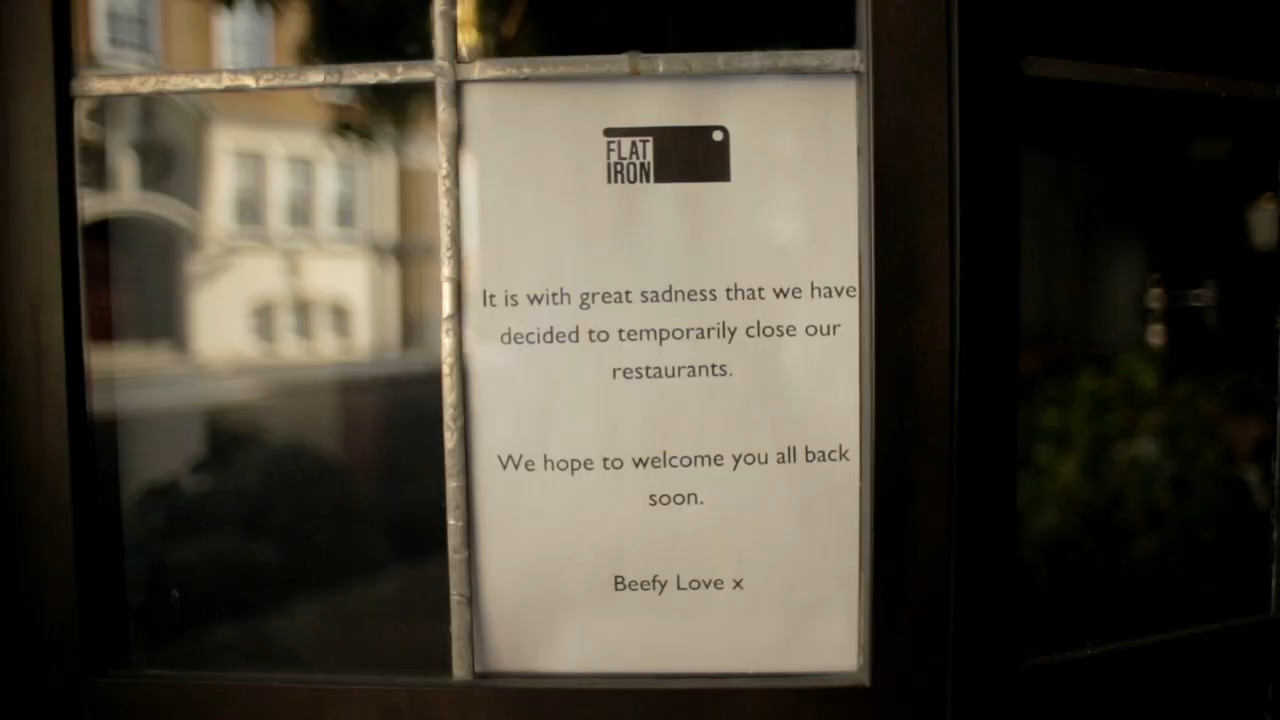 FLAT
IRON
It is with great sadness that we have
decided to temporarily close our
restaurants.
We hope to welcome you all back
soon.
Beefy Love x